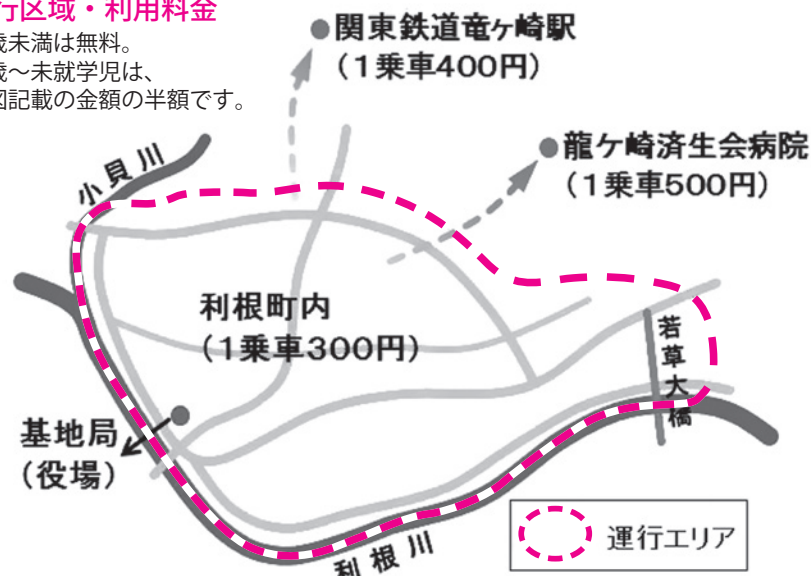 行区域・利用料金
歳未満は無料。
歳～未就学児は、
図記載の金額の半額です。
関東鉄道竜ヶ崎駅
（1乗車400円）
龍ケ崎済生会病院
（1乗車500円）
小貝川
利根町内
（1乗車300円）
若草大橋
基地局
（役場）
利根川
運行エリア